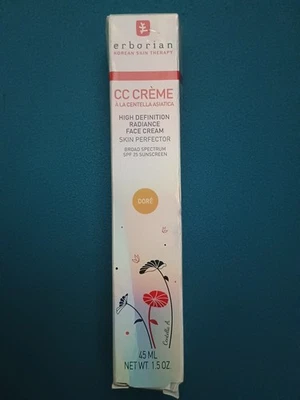 erborian
KOREAN SKIN THERAPY
CC CRÈME
À LA CENTELLA ASIATICA
HIGH DEFINITION
RADIANCE
FACE CREAM
SKIN PERFECTOR
BROAD SPECTRUM
SPF 25 SUNSCREEN
DORÉ
Centella A.
45 ML
NET WT. 1.5 OZ.